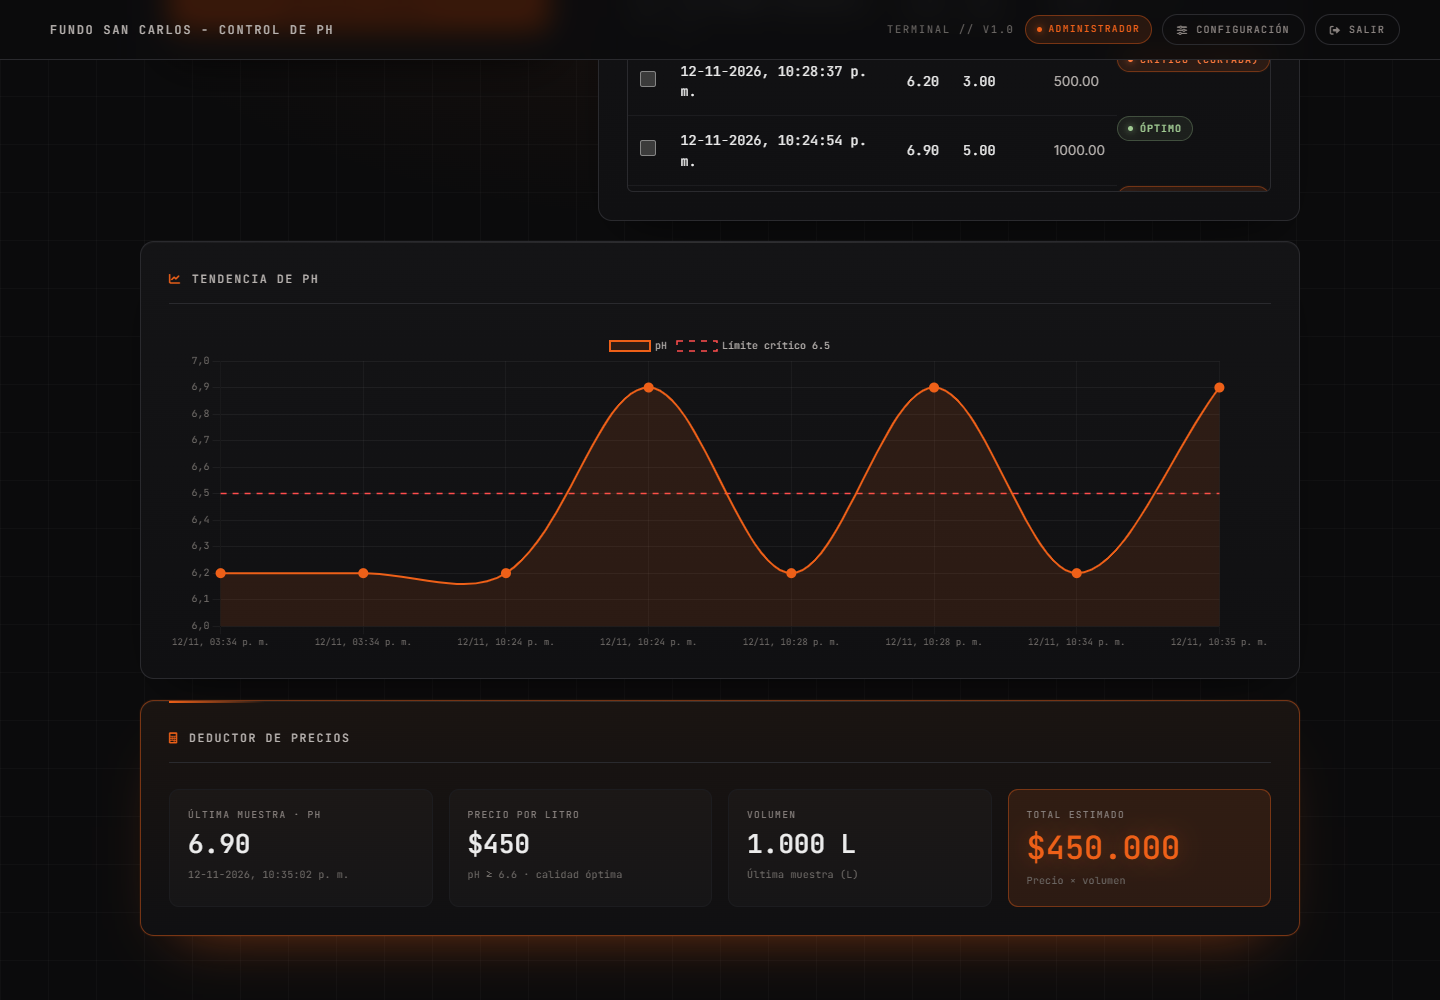 FUNDO SAN CARLOS - CONTROL DE PH
TERMINAL // V1.0
ADMINISTRADOR
CONFIGURACIÓN
SALIR
CRÍTICO (CORTADA)
12-11-2026, 10:28:37 p. m.
6.20 3.00 500.00
12-11-2026, 10:24:54 p. m.
6.90 5.00 1000.00
ÓPTIMO
TENDENCIA DE PH
pH
Límite crítico 6.5
7,0
6,9
6,8
6,7
6,6
6,5
6,4
6,3
6,2
6,1
6,0
12/11, 03:34 p. m.
12/11, 03:34 p. m.
12/11, 10:24 p. m.
12/11, 10:24 p. m.
12/11, 10:28 p. m.
12/11, 10:28 p. m.
12/11, 10:34 p. m.
12/11, 10:35 p. m.
DEDUCTOR DE PRECIOS
ÚLTIMA MUESTRA · PH
6.90
12-11-2026, 10:35:02 p. m.
PRECIO POR LITRO
$450
pH ≥ 6.6 · calidad óptima
VOLUMEN
1.000 L
Última muestra (L)
TOTAL ESTIMADO
$450.000
Precio × volumen